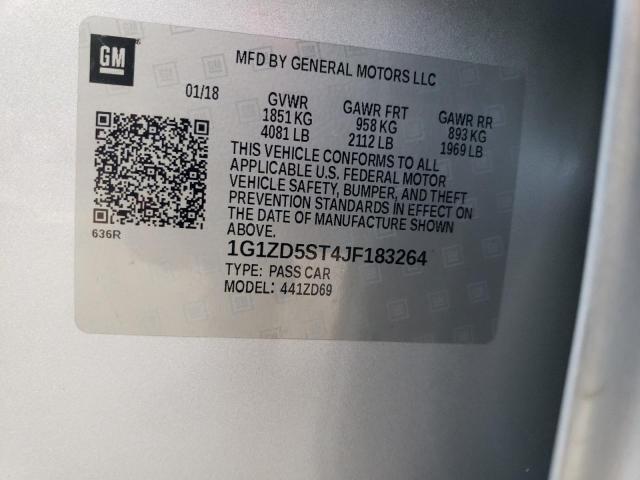 GM
MFD BY GENERAL MOTORS LLC
01/18
GVWR GAWR FRT GAWR RR
1851 KG 958 KG 893 KG
4081 LB 2112 LB 1969 LB
THIS VEHICLE CONFORMS TO ALL
APPLICABLE U.S. FEDERAL MOTOR
VEHICLE SAFETY, BUMPER, AND THEFT
PREVENTION STANDARDS IN EFFECT ON
THE DATE OF MANUFACTURE SHOWN
ABOVE.
636R
1G1ZD5ST4JF183264
TYPE: PASS CAR
MODEL: 441ZD69